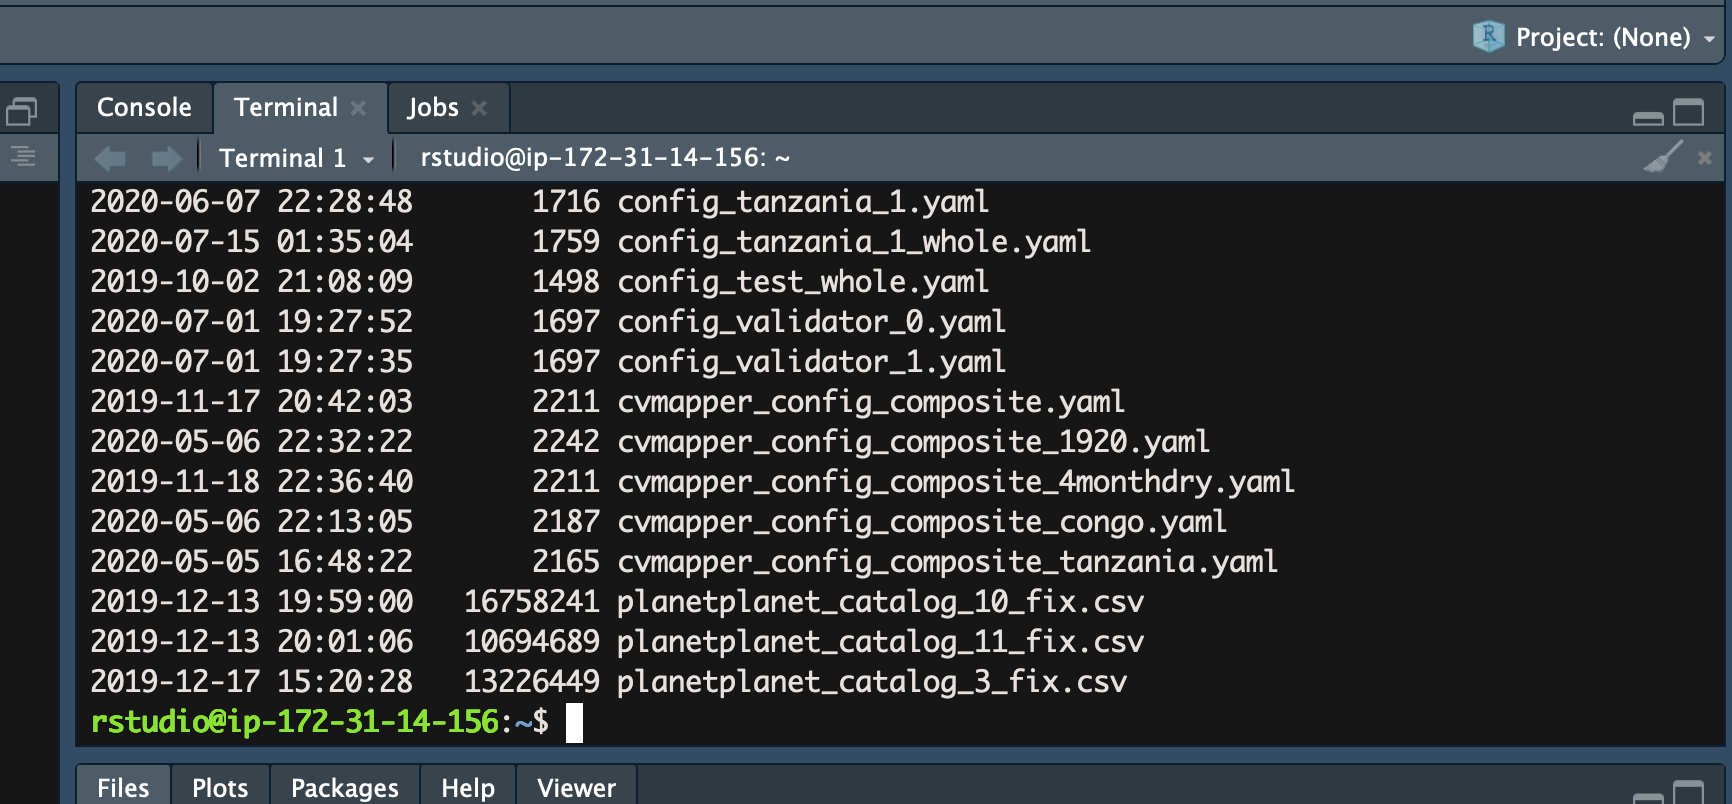 Project: (None)
Console Terminal Jobs
Terminal 1 rstudio@ip-172-31-14-156: ~
2020-06-07 22:28:48 1716 config_tanzania_1.yaml
2020-07-15 01:35:04 1759 config_tanzania_1_whole.yaml
2019-10-02 21:08:09 1498 config_test_whole.yaml
2020-07-01 19:27:52 1697 config_validator_0.yaml
2020-07-01 19:27:35 1697 config_validator_1.yaml
2019-11-17 20:42:03 2211 cvmapper_config_composite.yaml
2020-05-06 22:32:22 2242 cvmapper_config_composite_1920.yaml
2019-11-18 22:36:40 2211 cvmapper_config_composite_4monthdry.yaml
2020-05-06 22:13:05 2187 cvmapper_config_composite_congo.yaml
2020-05-05 16:48:22 2165 cvmapper_config_composite_tanzania.yaml
2019-12-13 19:59:00 16758241 planetplanet_catalog_10_fix.csv
2019-12-13 20:01:06 10694689 planetplanet_catalog_11_fix.csv
2019-12-17 15:20:28 13226449 planetplanet_catalog_3_fix.csv
rstudio@ip-172-31-14-156:~$
Files Plots Packages Help Viewer